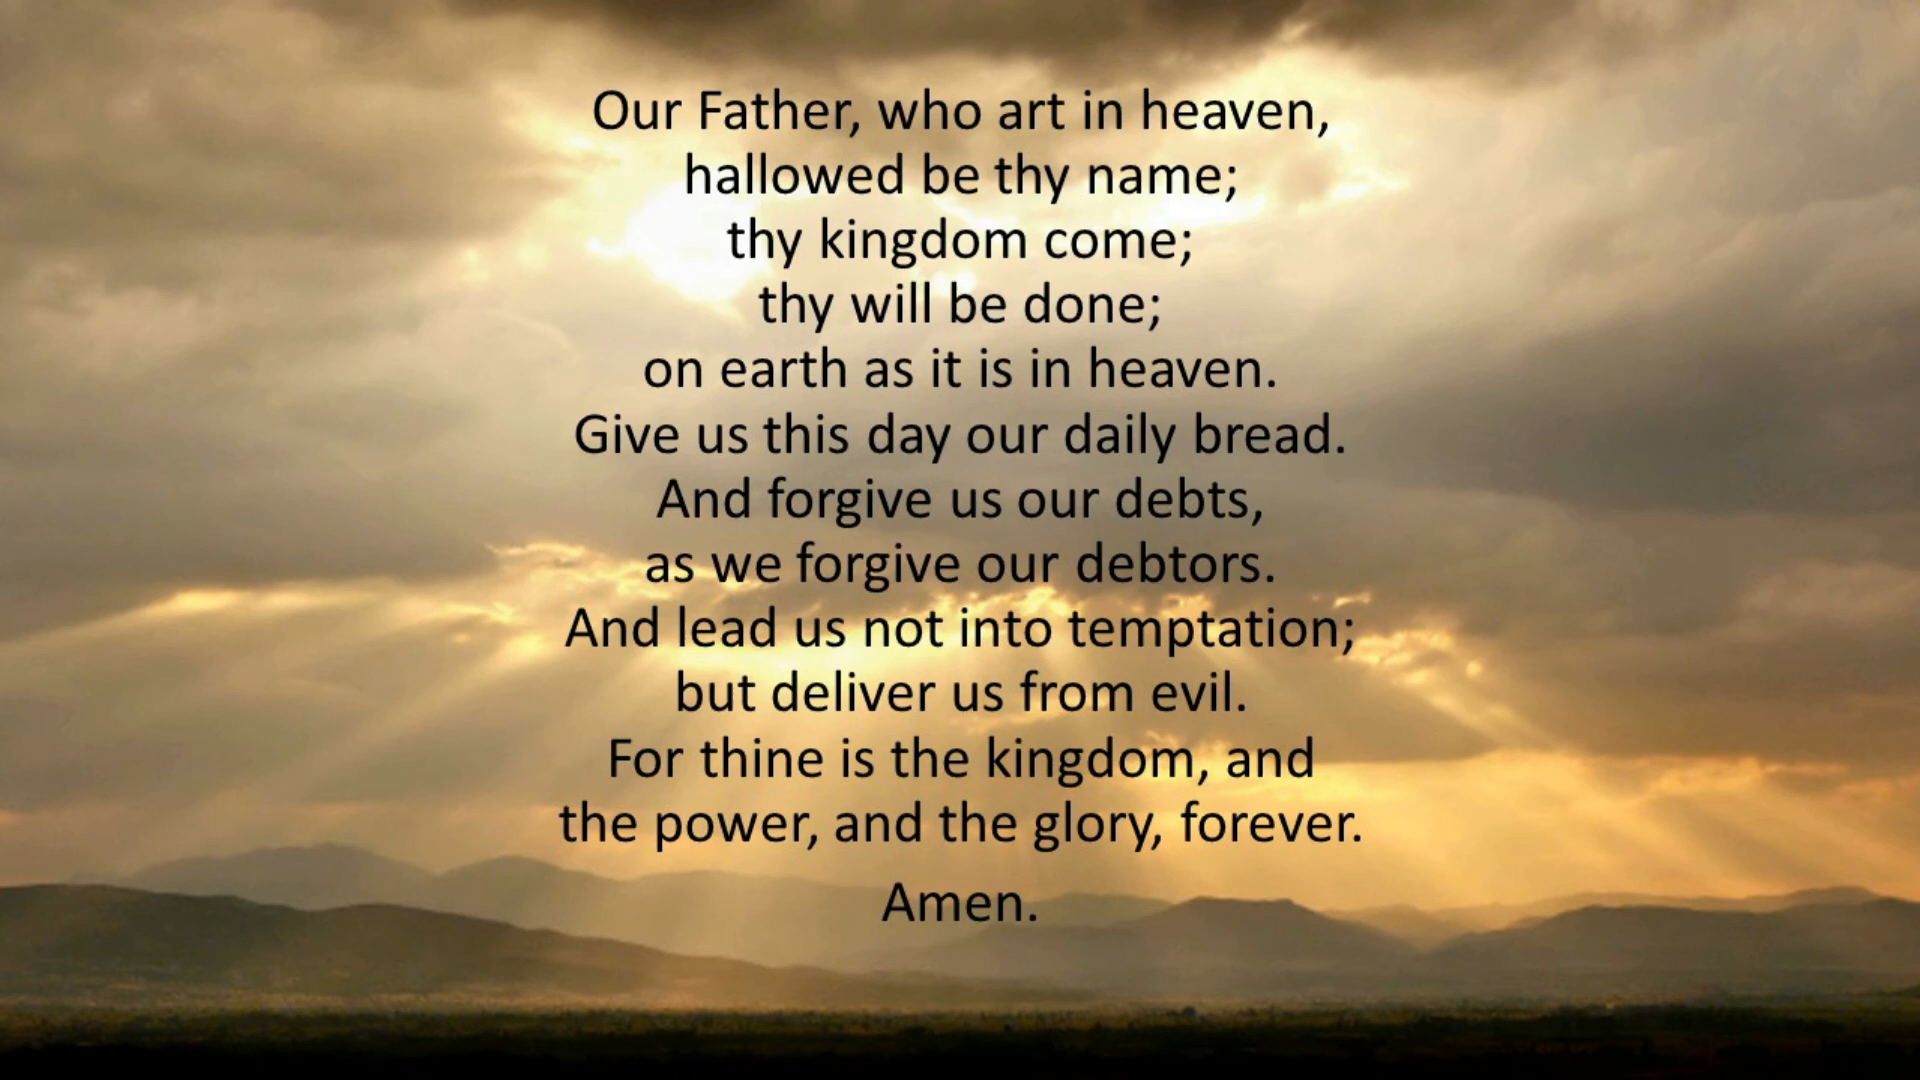 Our Father, who art in heaven,
hallowed be thy name;
thy kingdom come;
thy will be done;
on earth as it is in heaven.
Give us this day our daily bread.
And forgive us our debts,
as we forgive our debtors.
And lead us not into temptation;
but deliver us from evil.
For thine is the kingdom, and
the power, and the glory, forever.
Amen.